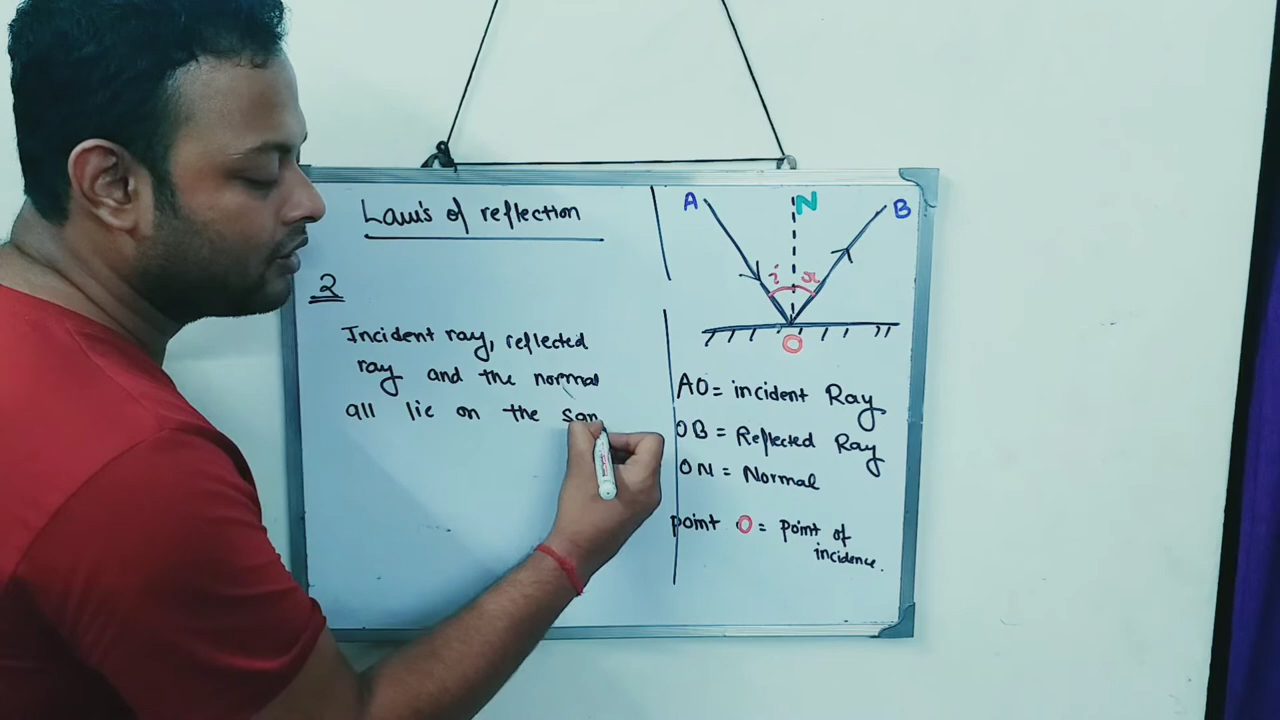 Law's of reflection
2
Incident ray, reflected
ray and the normal
all lie on the sam
A N B
i r
O
AO = incident Ray
OB = Reflected Ray
ON = Normal
point O = point of
incidence.